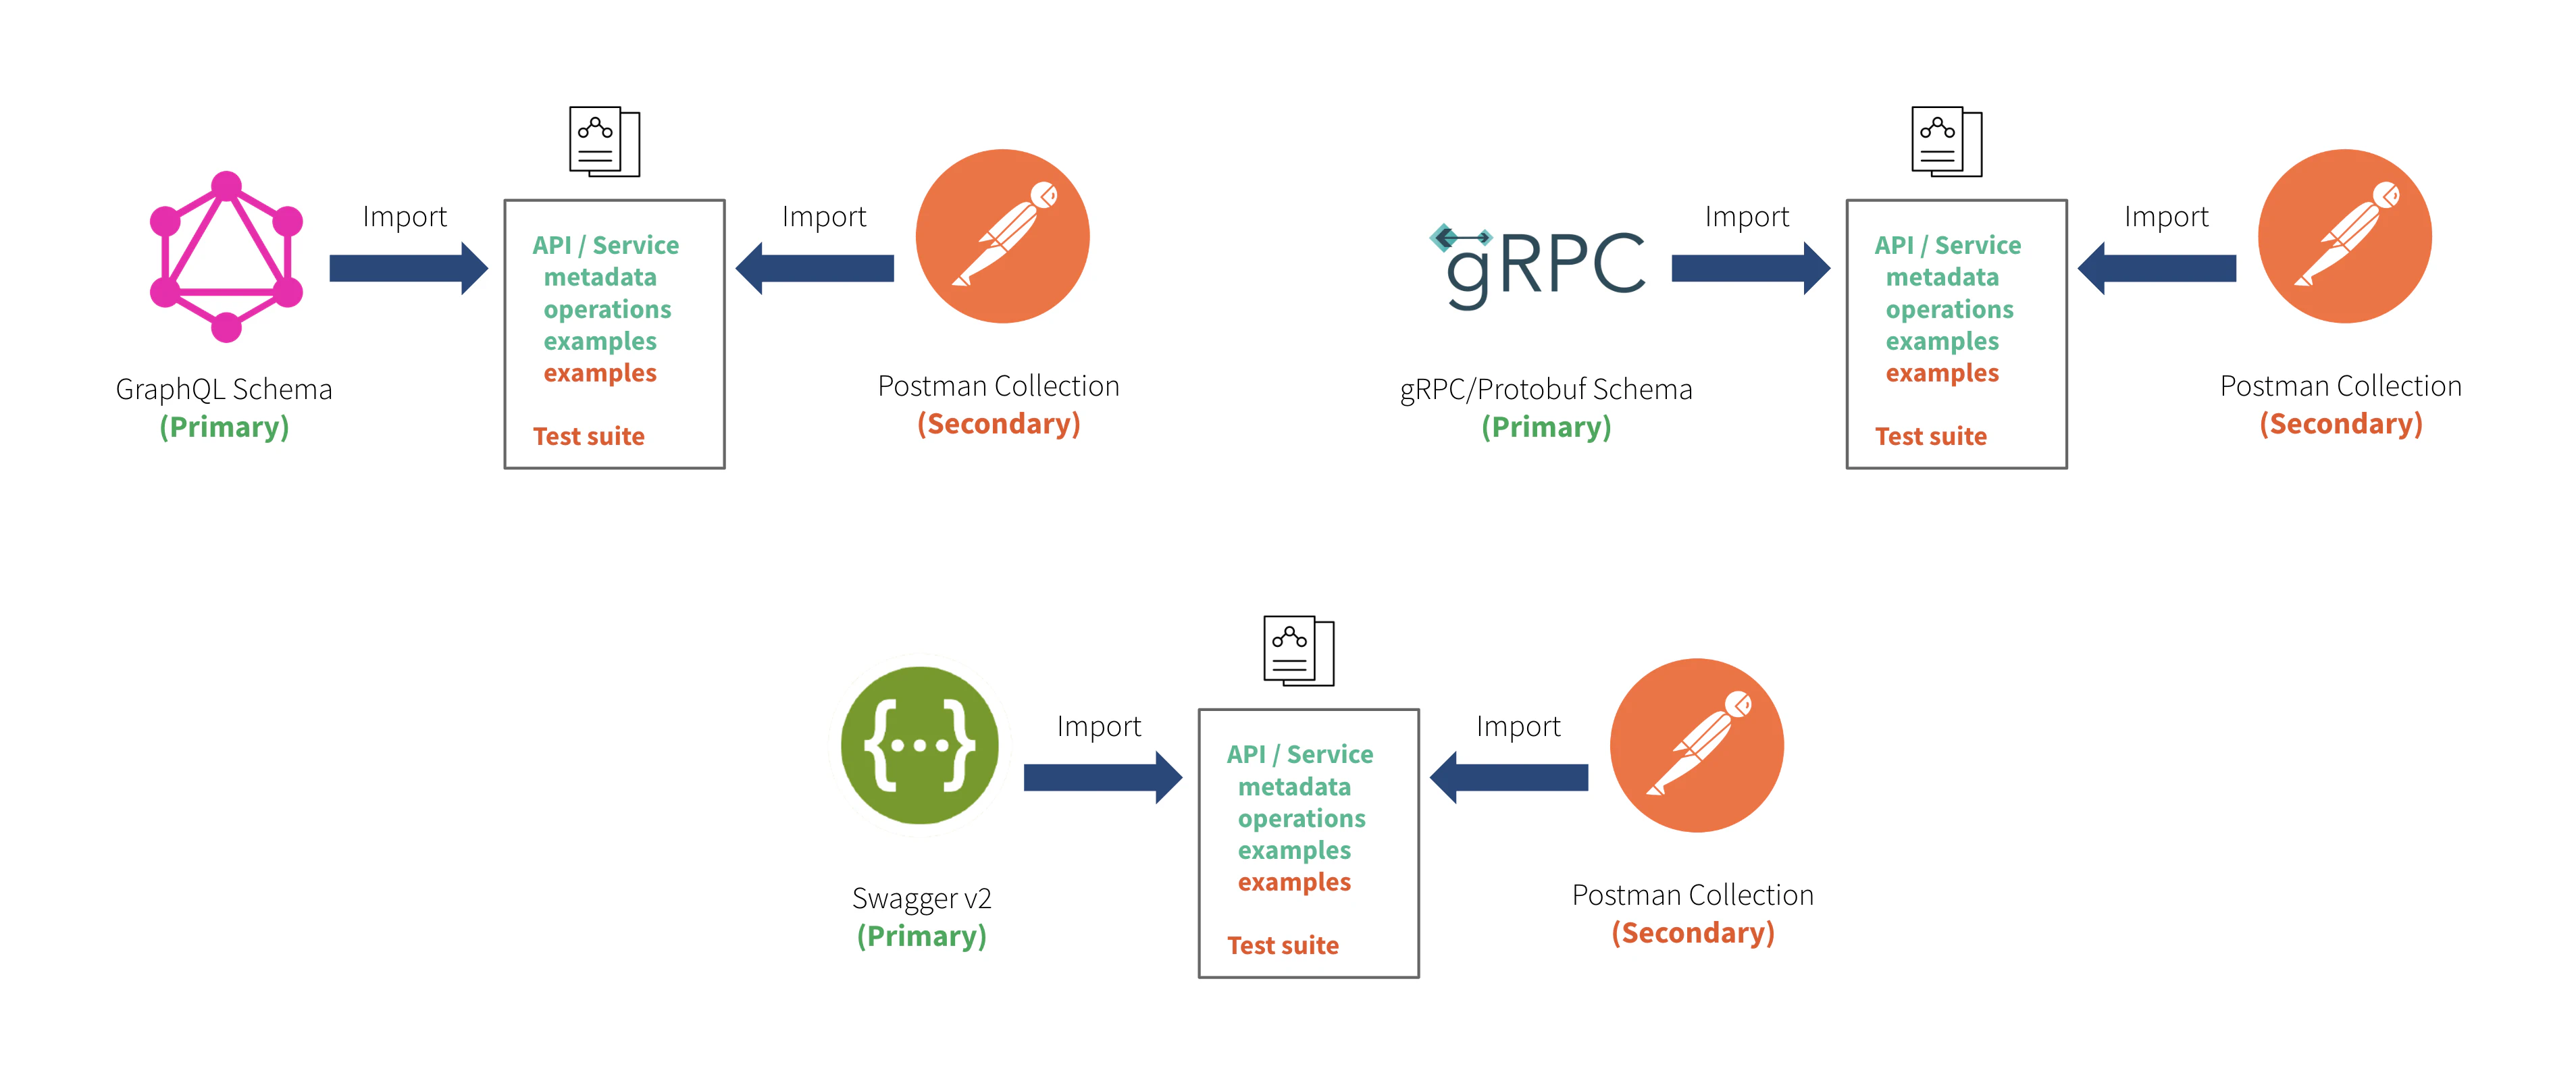 Import
Import
API / Service
metadata
operations
examples
examples
Test suite
GraphQL Schema
(Primary)
Postman Collection
(Secondary)
gRPC
Import
Import
API / Service
metadata
operations
examples
examples
Test suite
gRPC/Protobuf Schema
(Primary)
Postman Collection
(Secondary)
{...}
Import
Import
API / Service
metadata
operations
examples
examples
Test suite
Swagger v2
(Primary)
Postman Collection
(Secondary)